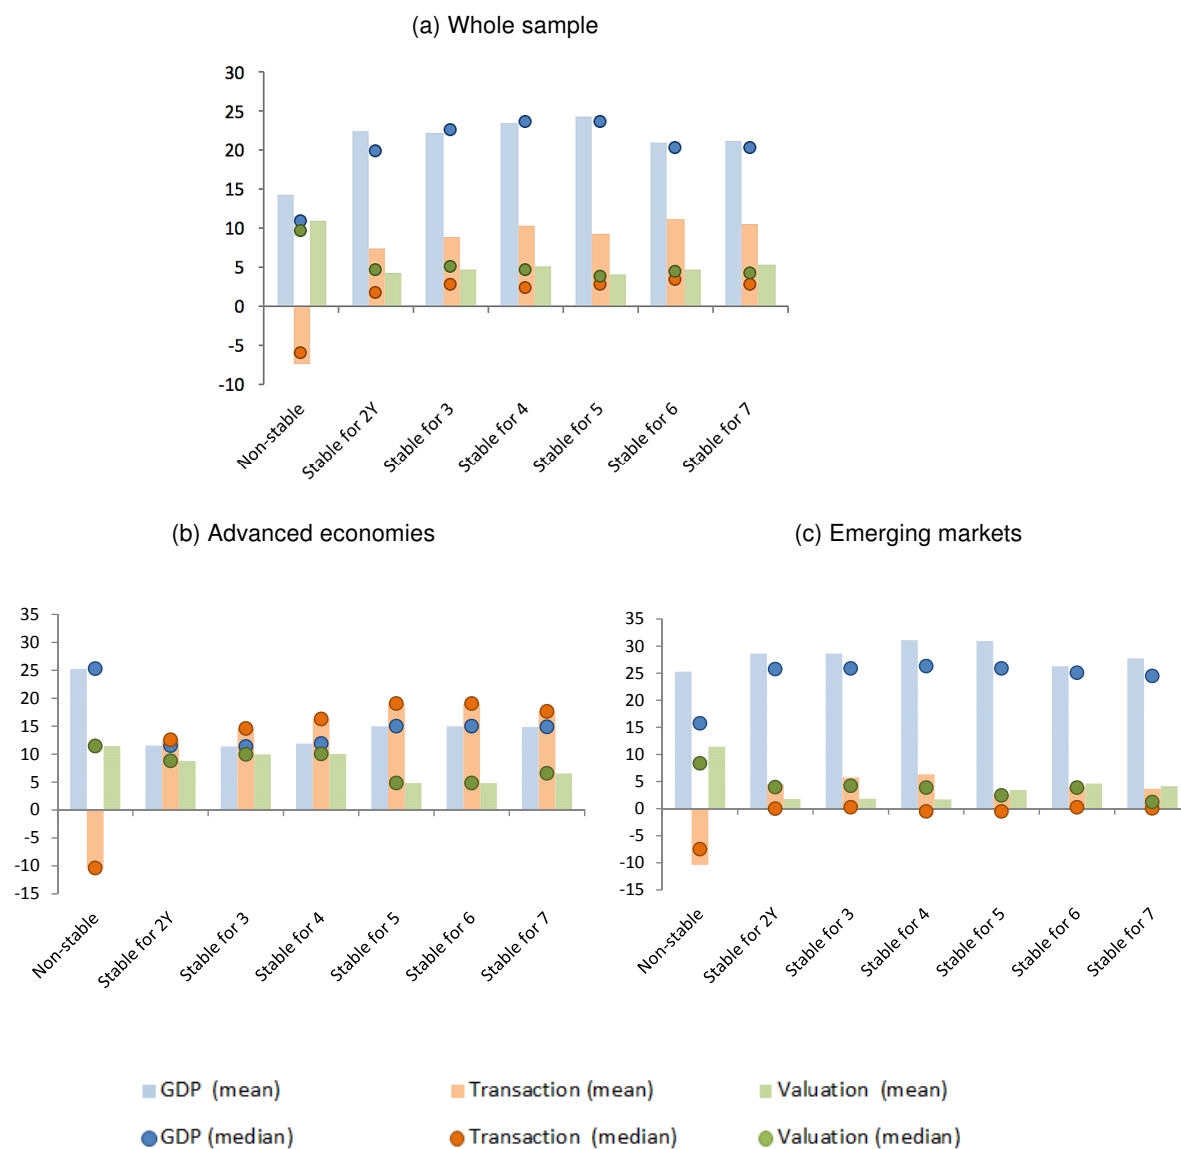 (a) Whole sample
30
25
20
15
10
5
0
-5
-10
Non-stable
Stable for 2Y
Stable for 3
Stable for 4
Stable for 5
Stable for 6
Stable for 7
(b) Advanced economies
35
30
25
20
15
10
5
0
-5
-10
-15
Non-stable
Stable for 2Y
Stable for 3
Stable for 4
Stable for 5
Stable for 6
Stable for 7
(c) Emerging markets
35
30
25
20
15
10
5
0
-5
-10
-15
Non-stable
Stable for 2Y
Stable for 3
Stable for 4
Stable for 5
Stable for 6
Stable for 7
GDP (mean)
Transaction (mean)
Valuation (mean)
GDP (median)
Transaction (median)
Valuation (median)